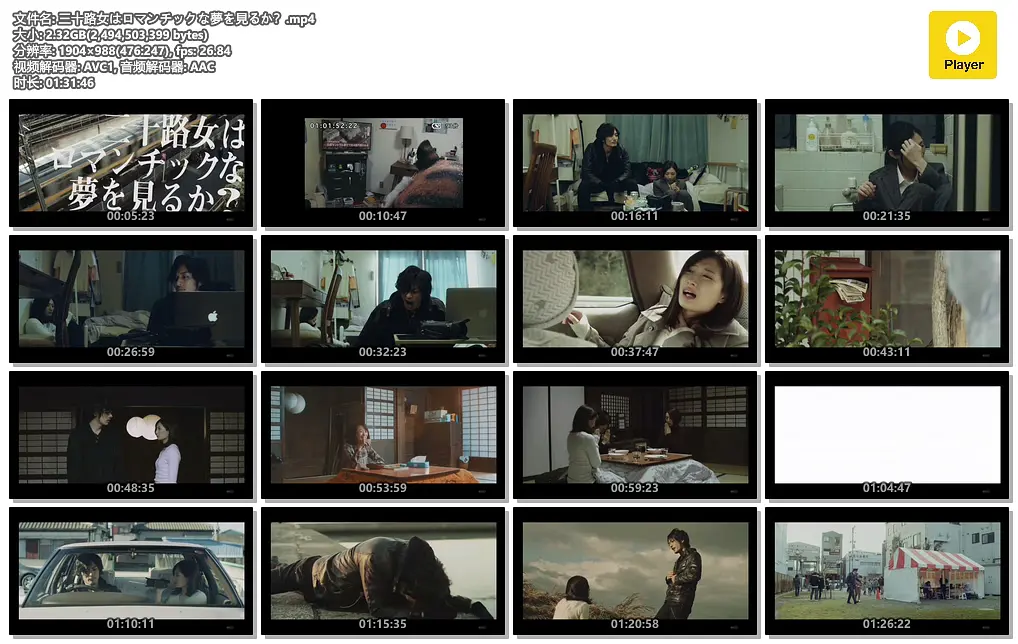 文件名: 三十路女はロマンチックな夢を見るか？.mp4
大小: 2.32GB(2,494,503,399 bytes)
分辨率: 1904×988(476:247), fps: 26.84
视频解码器: AVC1, 音频解码器: AAC
时长: 01:31:46
Player
三十路女は
ロマンチックな
夢を見るか?
00:05:23
01:01:52:22
00:10:47
00:16:11
00:21:35
00:26:59
00:32:23
00:37:47
00:43:11
00:48:35
00:53:59
00:59:23
01:04:47
01:10:11
01:15:35
01:20:58
01:26:22